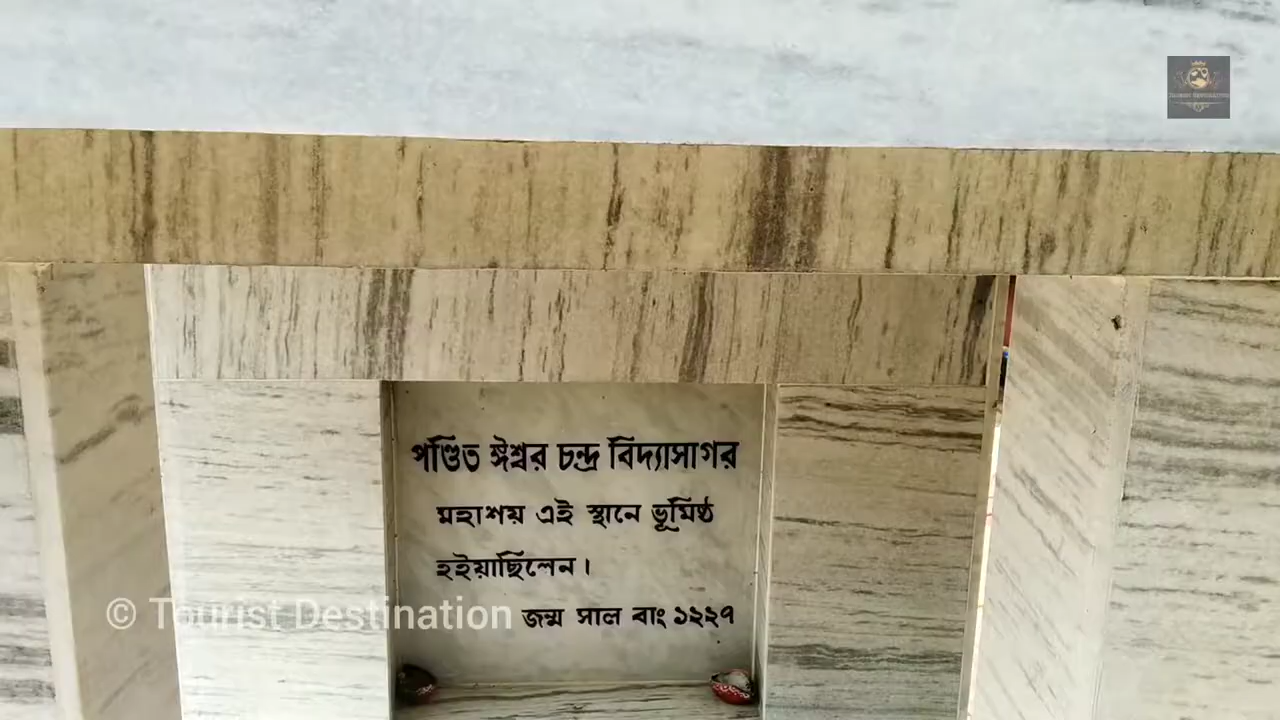 পণ্ডিত ঈশ্বর চন্দ্র বিদ্যাসাগর
মহাশয় এই স্থানে ভূমিষ্ঠ
হইয়াছিলেন।
জন্ম সাল বাং ১২২৭
© Tourist Destination